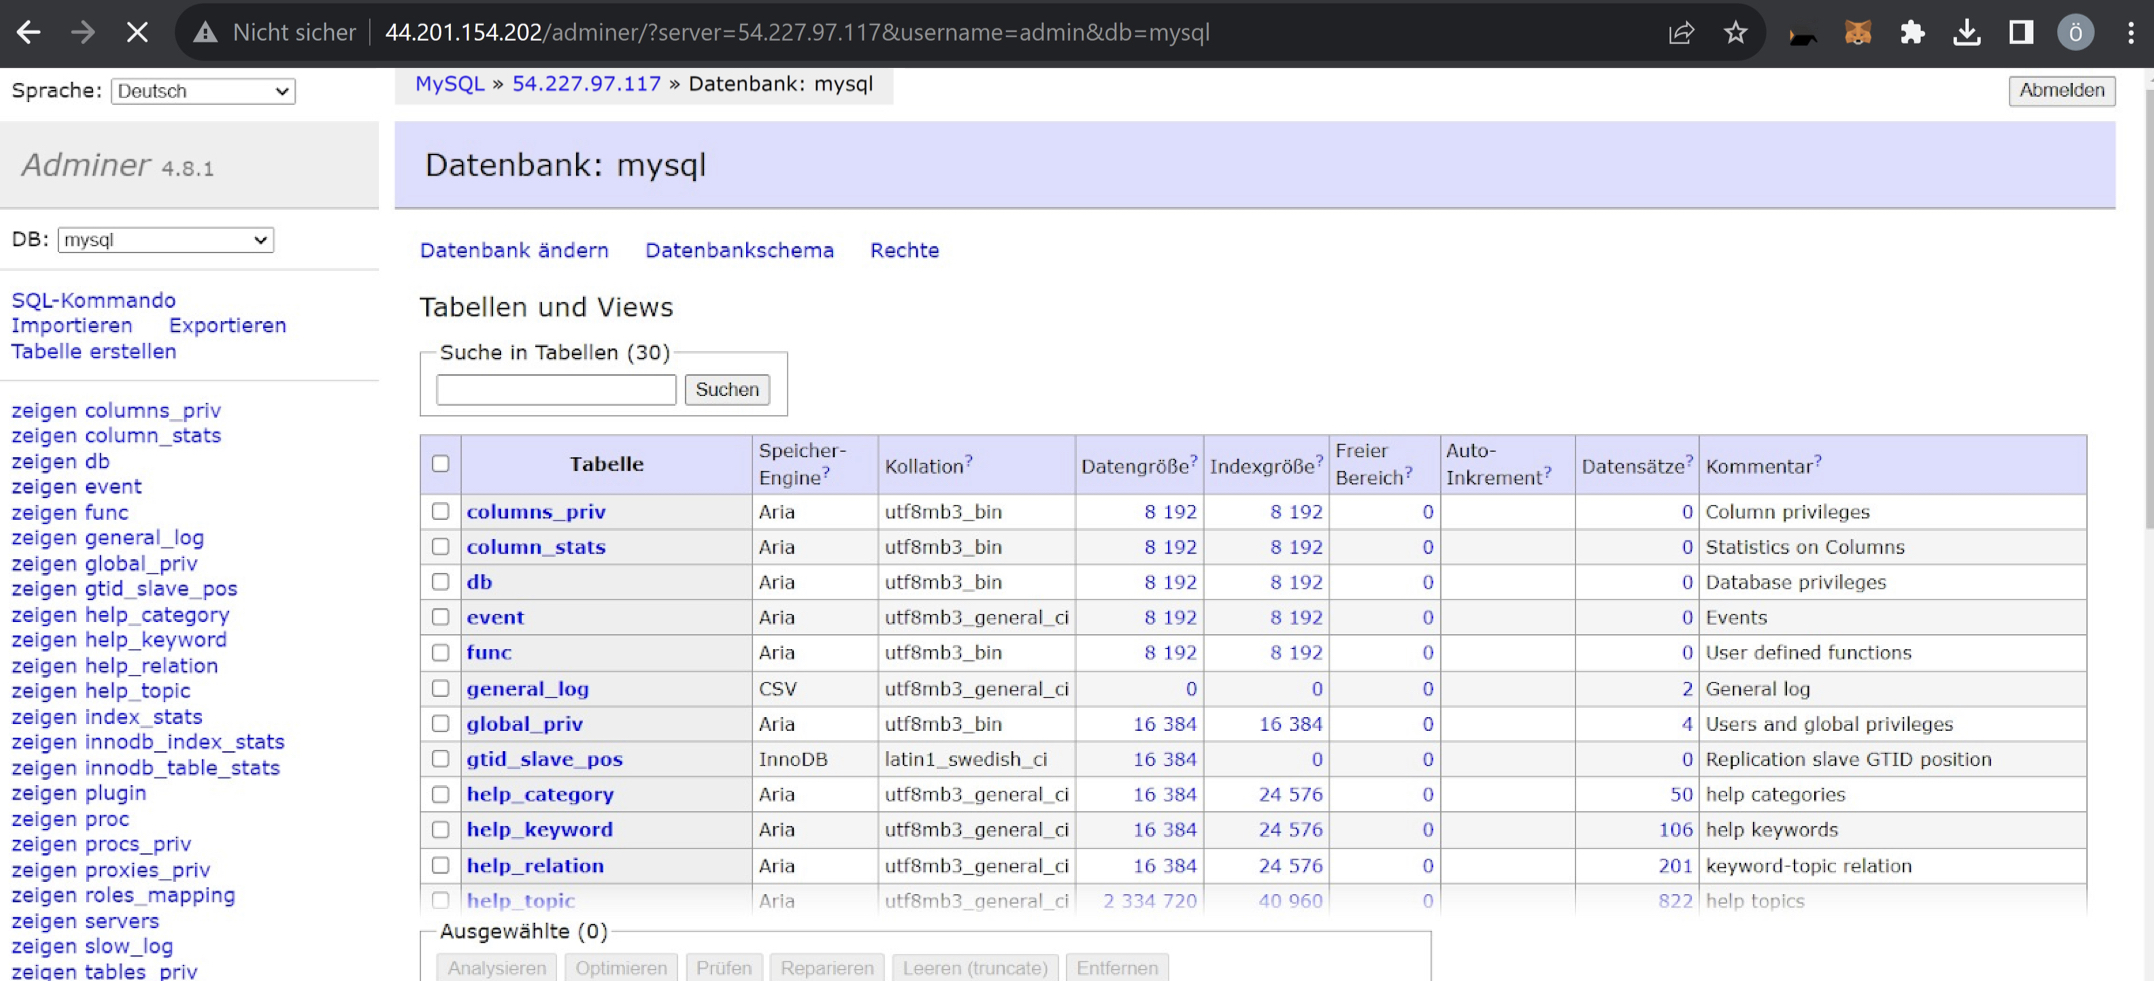 Nicht sicher 44.201.154.202/adminer/?server=54.227.97.117&username=admin&db=mysql ö
Sprache: Deutsch
MySQL » 54.227.97.117 » Datenbank: mysql
Abmelden
Adminer 4.8.1
Datenbank: mysql
DB: mysql
Datenbank ändern Datenbankschema Rechte
SQL-Kommando
Importieren Exportieren
Tabelle erstellen
zeigen columns_priv
zeigen column_stats
zeigen db
zeigen event
zeigen func
zeigen general_log
zeigen global_priv
zeigen gtid_slave_pos
zeigen help_category
zeigen help_keyword
zeigen help_relation
zeigen help_topic
zeigen index_stats
zeigen innodb_index_stats
zeigen innodb_table_stats
zeigen plugin
zeigen proc
zeigen procs_priv
zeigen proxies_priv
zeigen roles_mapping
zeigen servers
zeigen slow_log
zeigen tables_priv
Tabellen und Views
Suche in Tabellen (30)
Suchen
Tabelle Speicher-Engine? Kollation? Datengröße? Indexgröße? Freier Bereich? Auto-Inkrement? Datensätze? Kommentar?
columns_priv Aria utf8mb3_bin 8 192 8 192 0 0 Column privileges
column_stats Aria utf8mb3_bin 8 192 8 192 0 0 Statistics on Columns
db Aria utf8mb3_bin 8 192 8 192 0 0 Database privileges
event Aria utf8mb3_general_ci 8 192 8 192 0 0 Events
func Aria utf8mb3_bin 8 192 8 192 0 0 User defined functions
general_log CSV utf8mb3_general_ci 0 0 0 2 General log
global_priv Aria utf8mb3_bin 16 384 16 384 0 4 Users and global privileges
gtid_slave_pos InnoDB latin1_swedish_ci 16 384 0 0 0 Replication slave GTID position
help_category Aria utf8mb3_general_ci 16 384 24 576 0 50 help categories
help_keyword Aria utf8mb3_general_ci 16 384 24 576 0 106 help keywords
help_relation Aria utf8mb3_general_ci 16 384 24 576 0 201 keyword-topic relation
help_topic Aria utf8mb3_general_ci 2 334 720 40 960 0 822 help topics
Ausgewählte (0)
Analysieren Optimieren Prüfen Reparieren Leeren (truncate) Entfernen